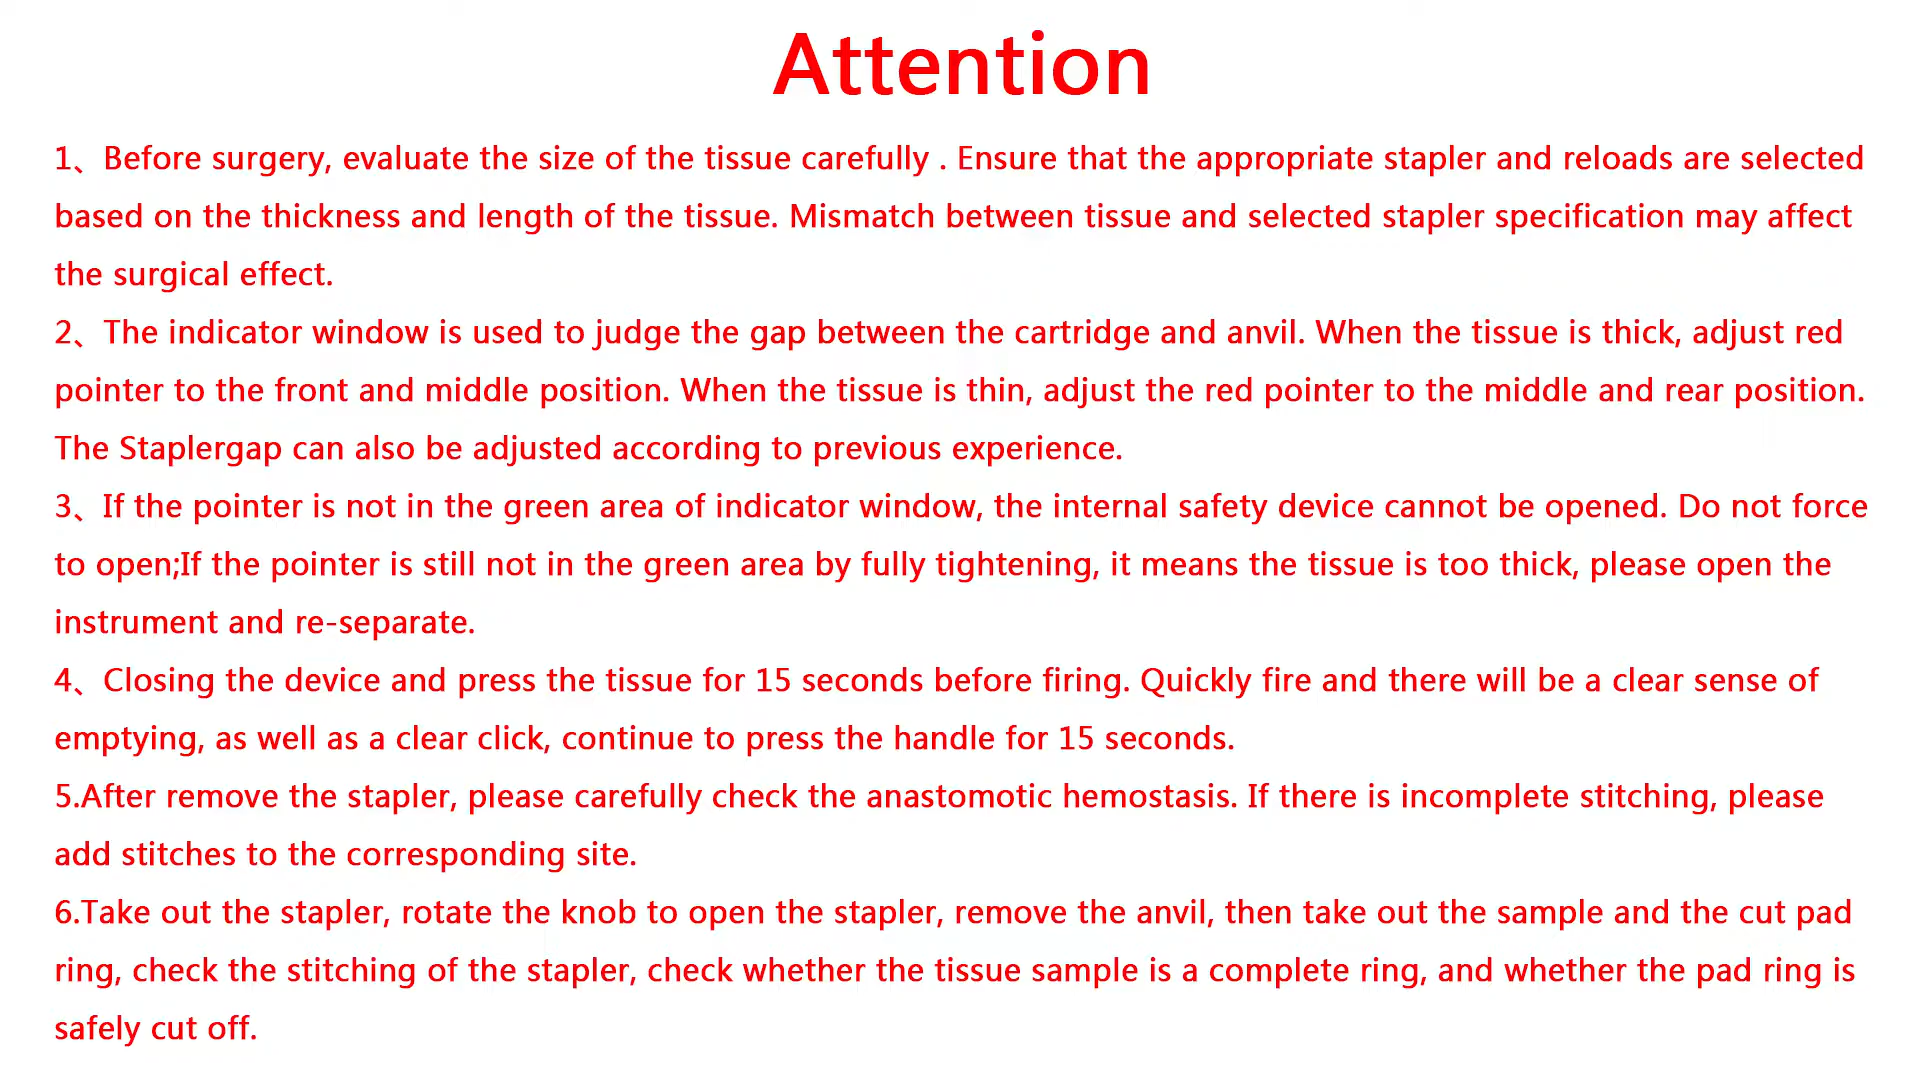 Attention
1、Before surgery, evaluate the size of the tissue carefully . Ensure that the appropriate stapler and reloads are selected
based on the thickness and length of the tissue. Mismatch between tissue and selected stapler specification may affect
the surgical effect.
2、The indicator window is used to judge the gap between the cartridge and anvil. When the tissue is thick, adjust red
pointer to the front and middle position. When the tissue is thin, adjust the red pointer to the middle and rear position.
The Staplergap can also be adjusted according to previous experience.
3、If the pointer is not in the green area of indicator window, the internal safety device cannot be opened. Do not force
to open;If the pointer is still not in the green area by fully tightening, it means the tissue is too thick, please open the
instrument and re-separate.
4、Closing the device and press the tissue for 15 seconds before firing. Quickly fire and there will be a clear sense of
emptying, as well as a clear click, continue to press the handle for 15 seconds.
5.After remove the stapler, please carefully check the anastomotic hemostasis. If there is incomplete stitching, please
add stitches to the corresponding site.
6.Take out the stapler, rotate the knob to open the stapler, remove the anvil, then take out the sample and the cut pad
ring, check the stitching of the stapler, check whether the tissue sample is a complete ring, and whether the pad ring is
safely cut off.